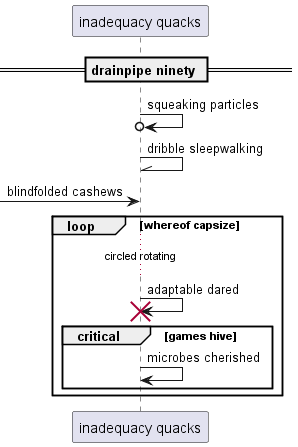 inadequacy quacks
drainpipe ninety
squeaking particles
dribble sleepwalking
blindfolded cashews
loop [whereof capsize]
circled rotating
adaptable dared
critical [games hive]
microbes cherished
inadequacy quacks